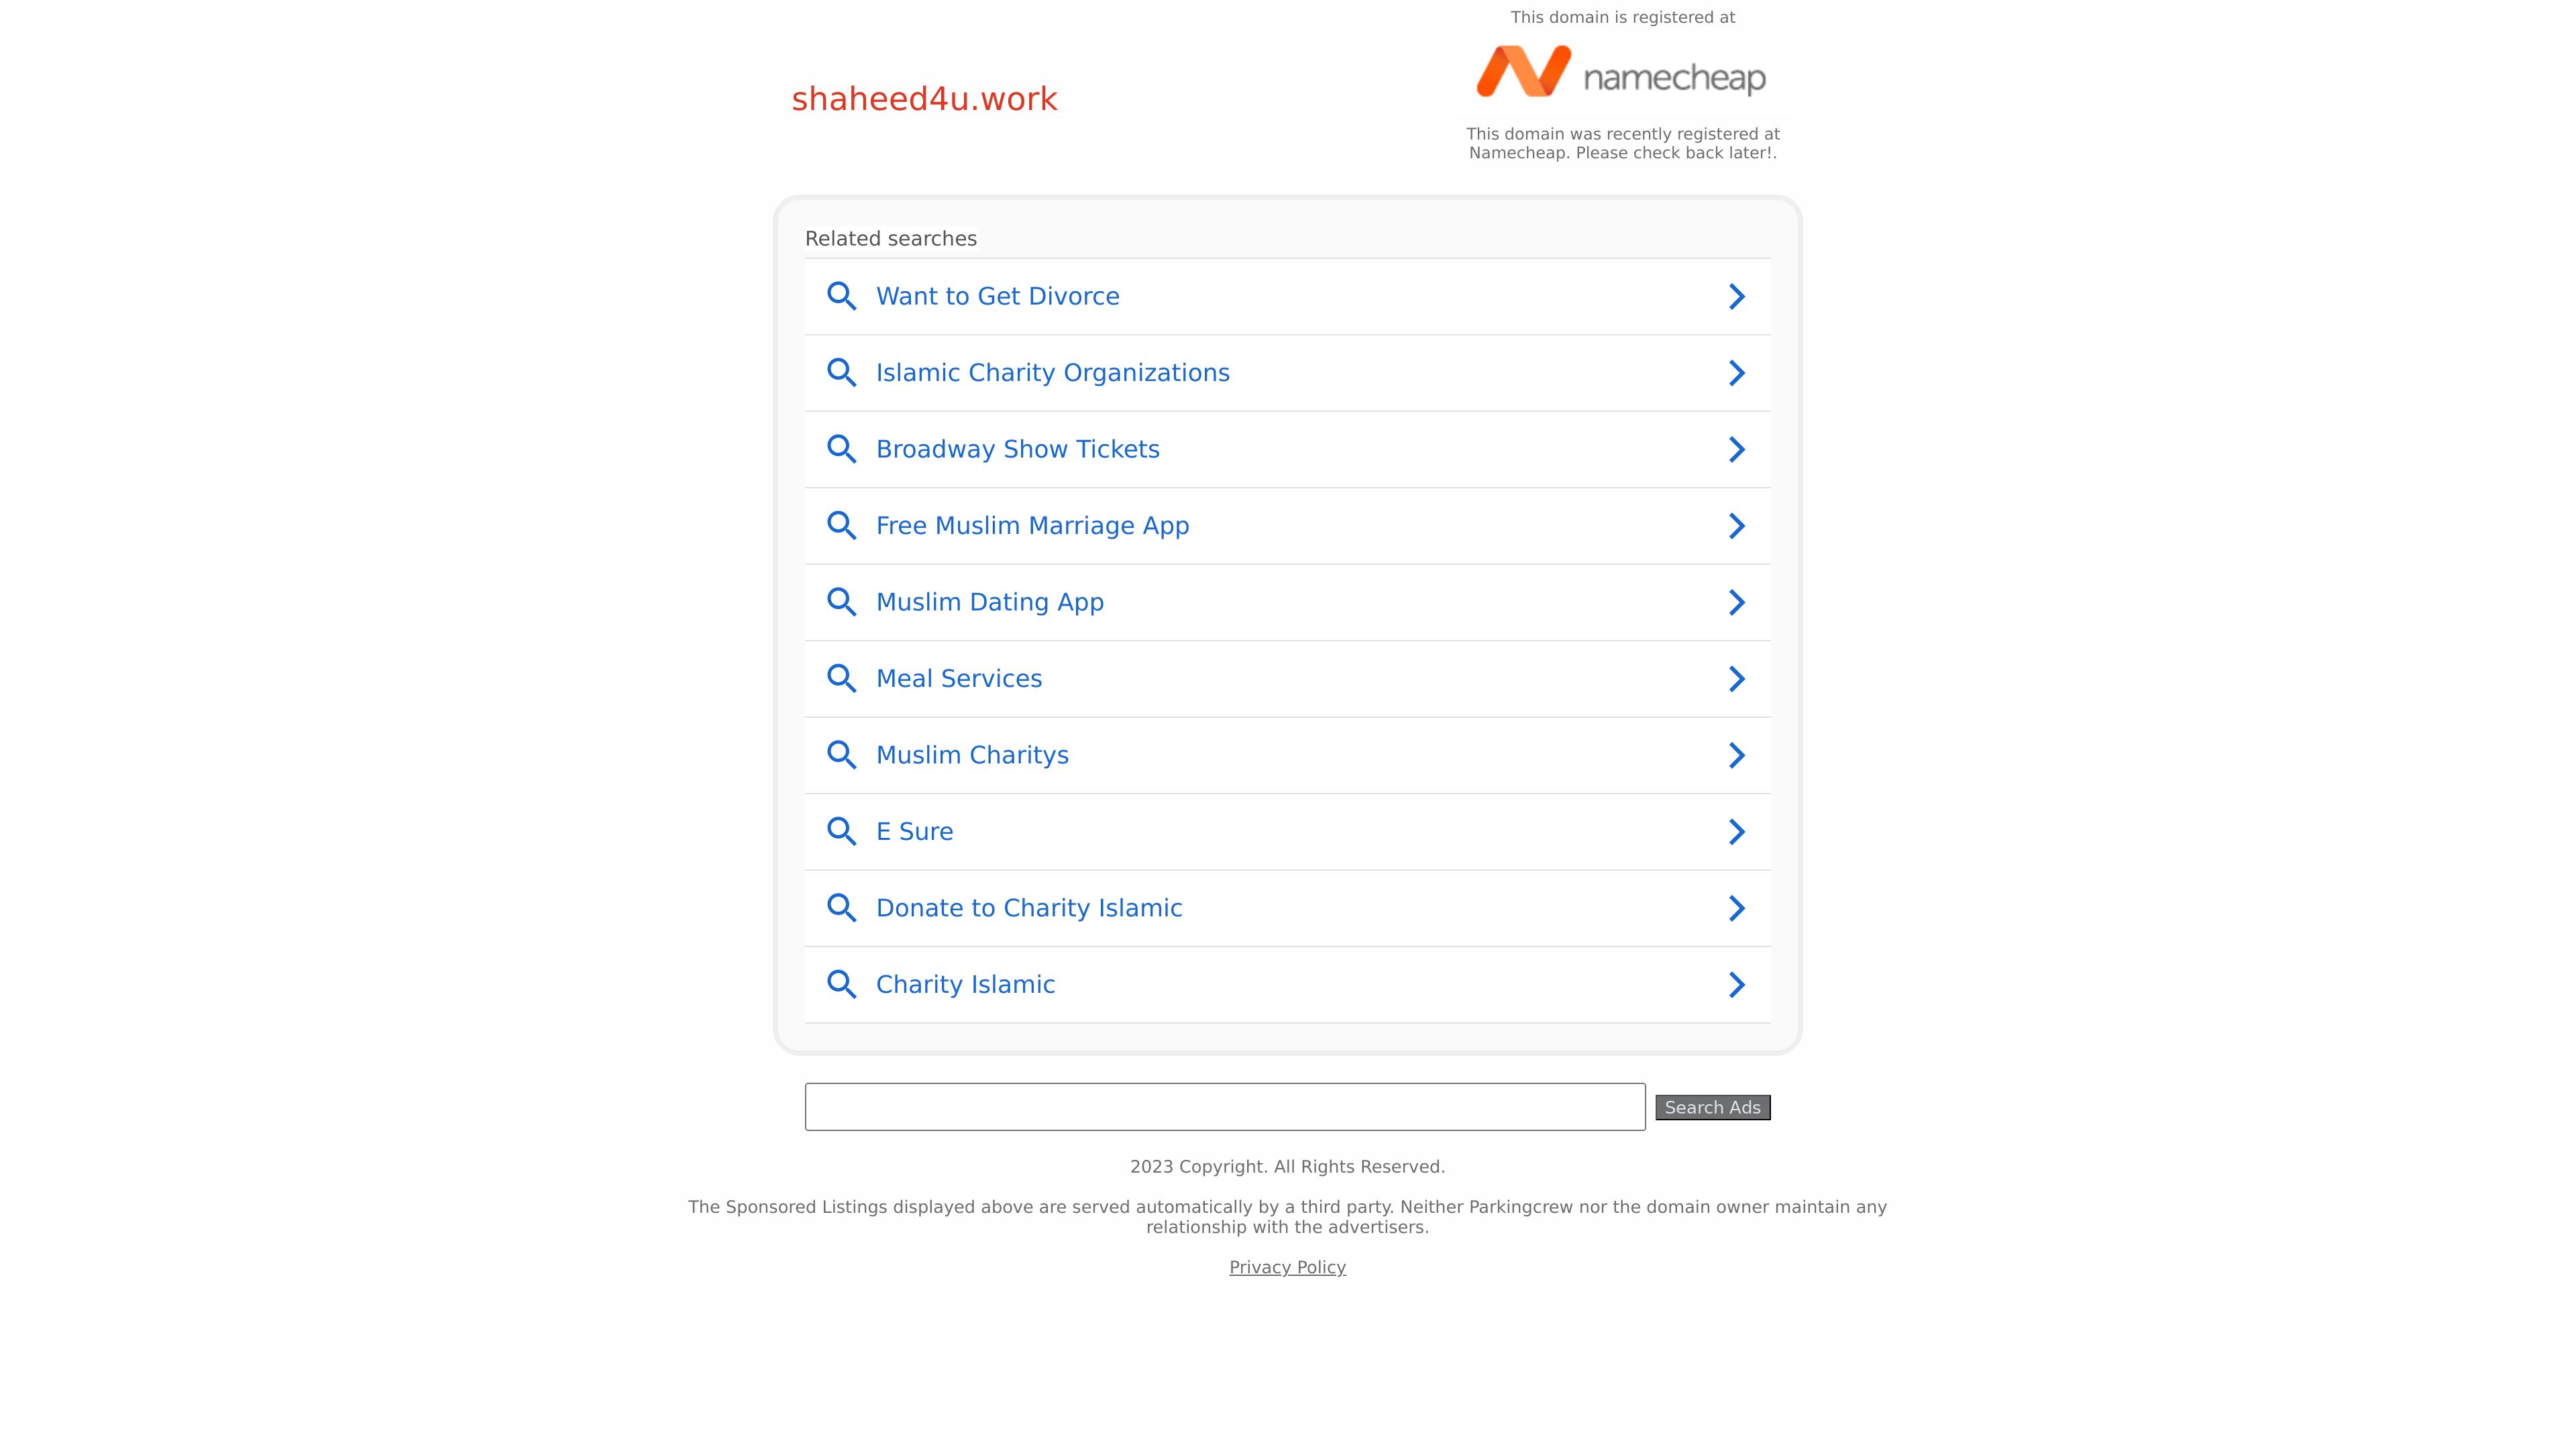 This domain is registered at
namecheap
shaheed4u.work
This domain was recently registered at
Namecheap. Please check back later!.
Related searches
Want to Get Divorce
Islamic Charity Organizations
Broadway Show Tickets
Free Muslim Marriage App
Muslim Dating App
Meal Services
Muslim Charitys
E Sure
Donate to Charity Islamic
Charity Islamic
Search Ads
2023 Copyright. All Rights Reserved.
The Sponsored Listings displayed above are served automatically by a third party. Neither Parkingcrew nor the domain owner maintain any
relationship with the advertisers.
Privacy Policy